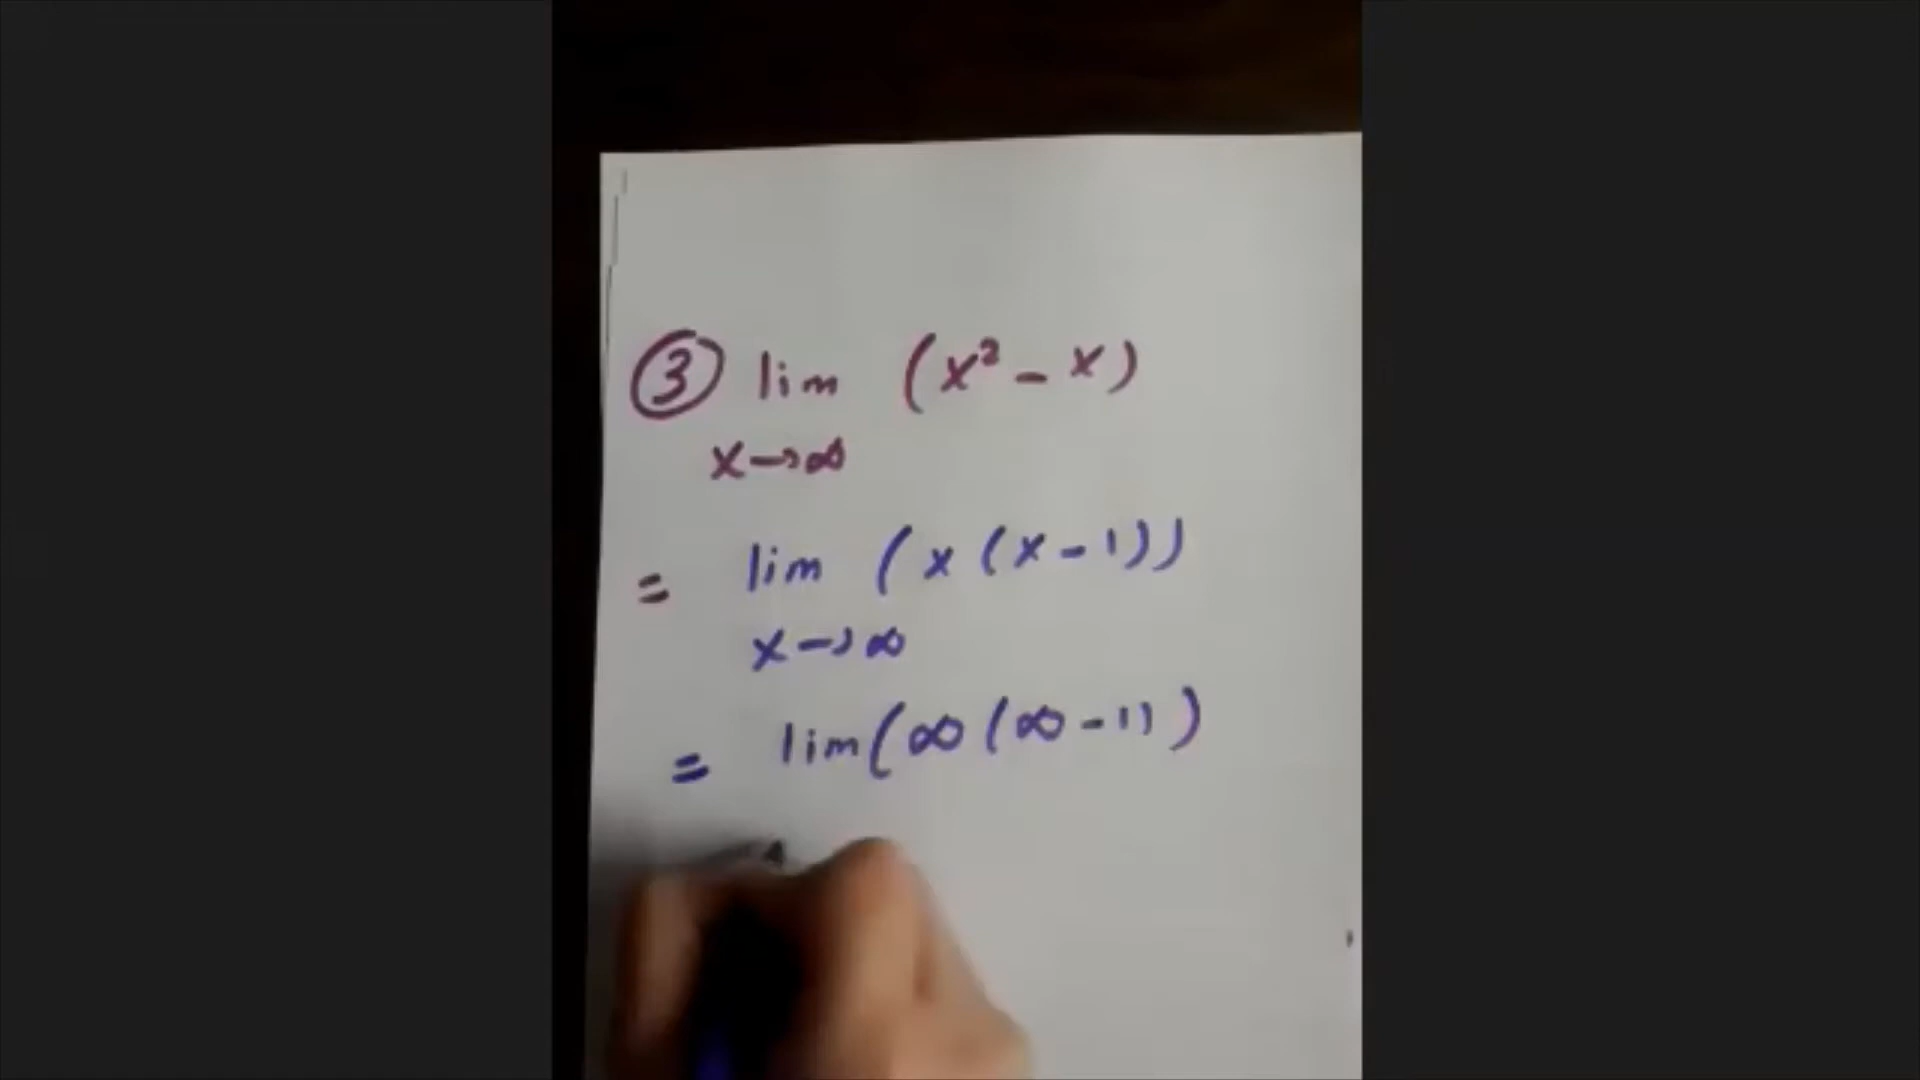 ③ lim (x² - x)
x→∞
= lim (x(x-1))
x→∞
= lim(∞(∞-1))